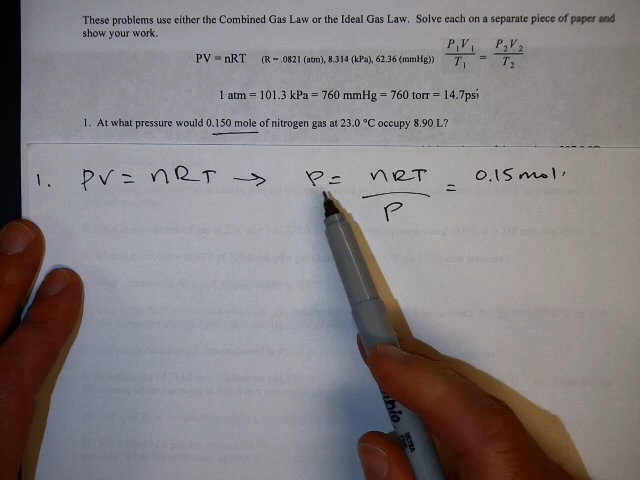 These problems use either the Combined Gas Law or the Ideal Gas Law. Solve each on a separate piece of paper and
show your work.
PV = nRT (R = .0821 (atm), 8.314 (kPa), 62.36 (mmHg)) P₁V₁/T₁ = P₂V₂/T₂
1 atm = 101.3 kPa = 760 mmHg = 760 torr = 14.7psi
1. At what pressure would 0.150 mole of nitrogen gas at 23.0 °C occupy 8.90 L?
1. PV = nRT → P = nRT/P = 0.15 mol.